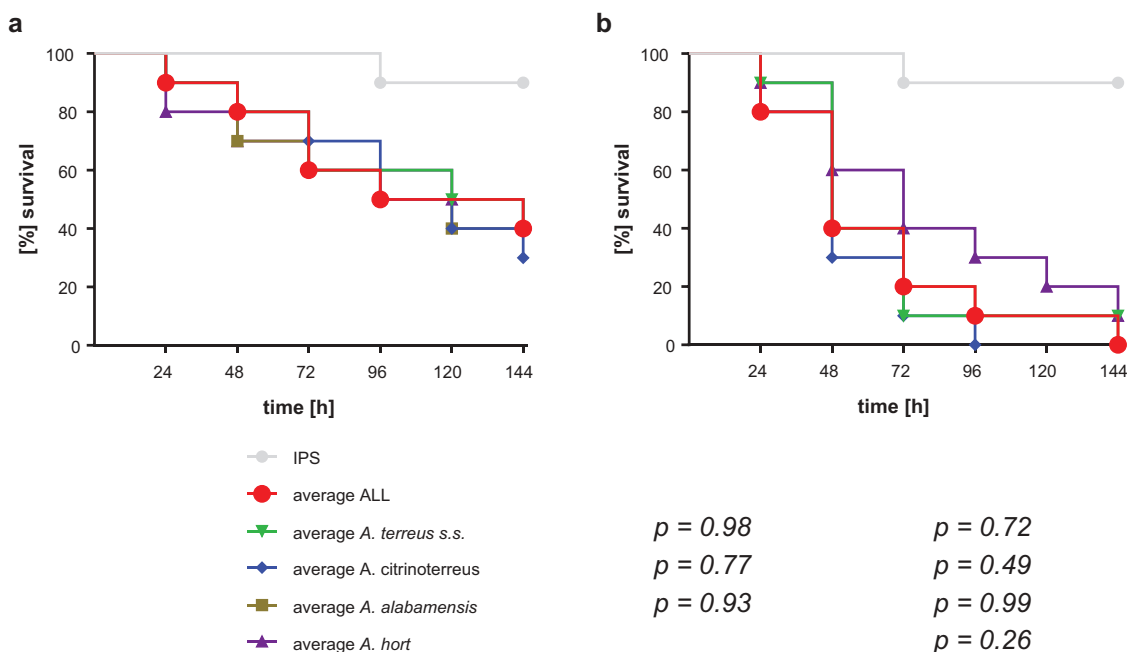 a
b
[%] survival
100
80
60
40
20
0
24 48 72 96 120 144
time [h]
[%] survival
100
80
60
40
20
0
24 48 72 96 120 144
time [h]
IPS
average ALL
average A. terreus s.s.
average A. citrinoterreus
average A. alabamensis
average A. hort
p = 0.98
p = 0.77
p = 0.93
p = 0.72
p = 0.49
p = 0.99
p = 0.26